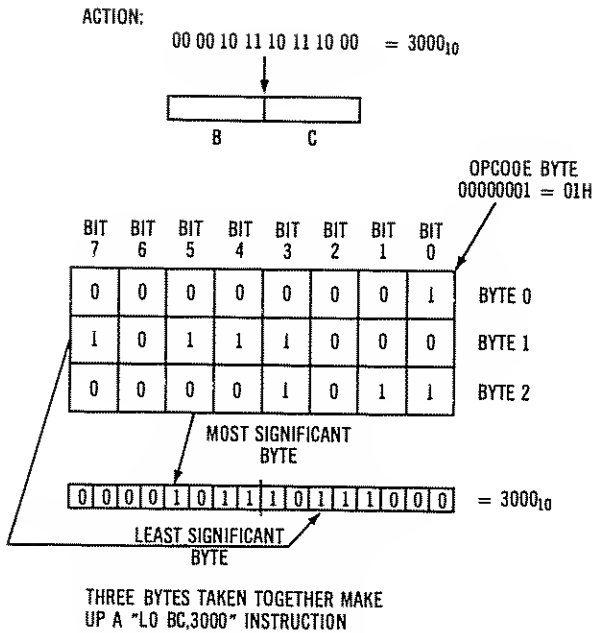 ACTION:
00 00 10 11 10 11 10 00 = 3000₁₀
B C
OPCODE BYTE
00000001 = 01H
BIT 7 BIT 6 BIT 5 BIT 4 BIT 3 BIT 2 BIT 1 BIT 0
0 0 0 0 0 0 0 1 BYTE 0
1 0 1 1 1 0 0 0 BYTE 1
0 0 0 0 1 0 1 1 BYTE 2
MOST SIGNIFICANT
BYTE
0 0 0 0 1 0 1 1 1 0 1 1 1 0 0 0 = 3000₁₀
LEAST SIGNIFICANT
BYTE
THREE BYTES TAKEN TOGETHER MAKE
UP A "LD BC,3000" INSTRUCTION